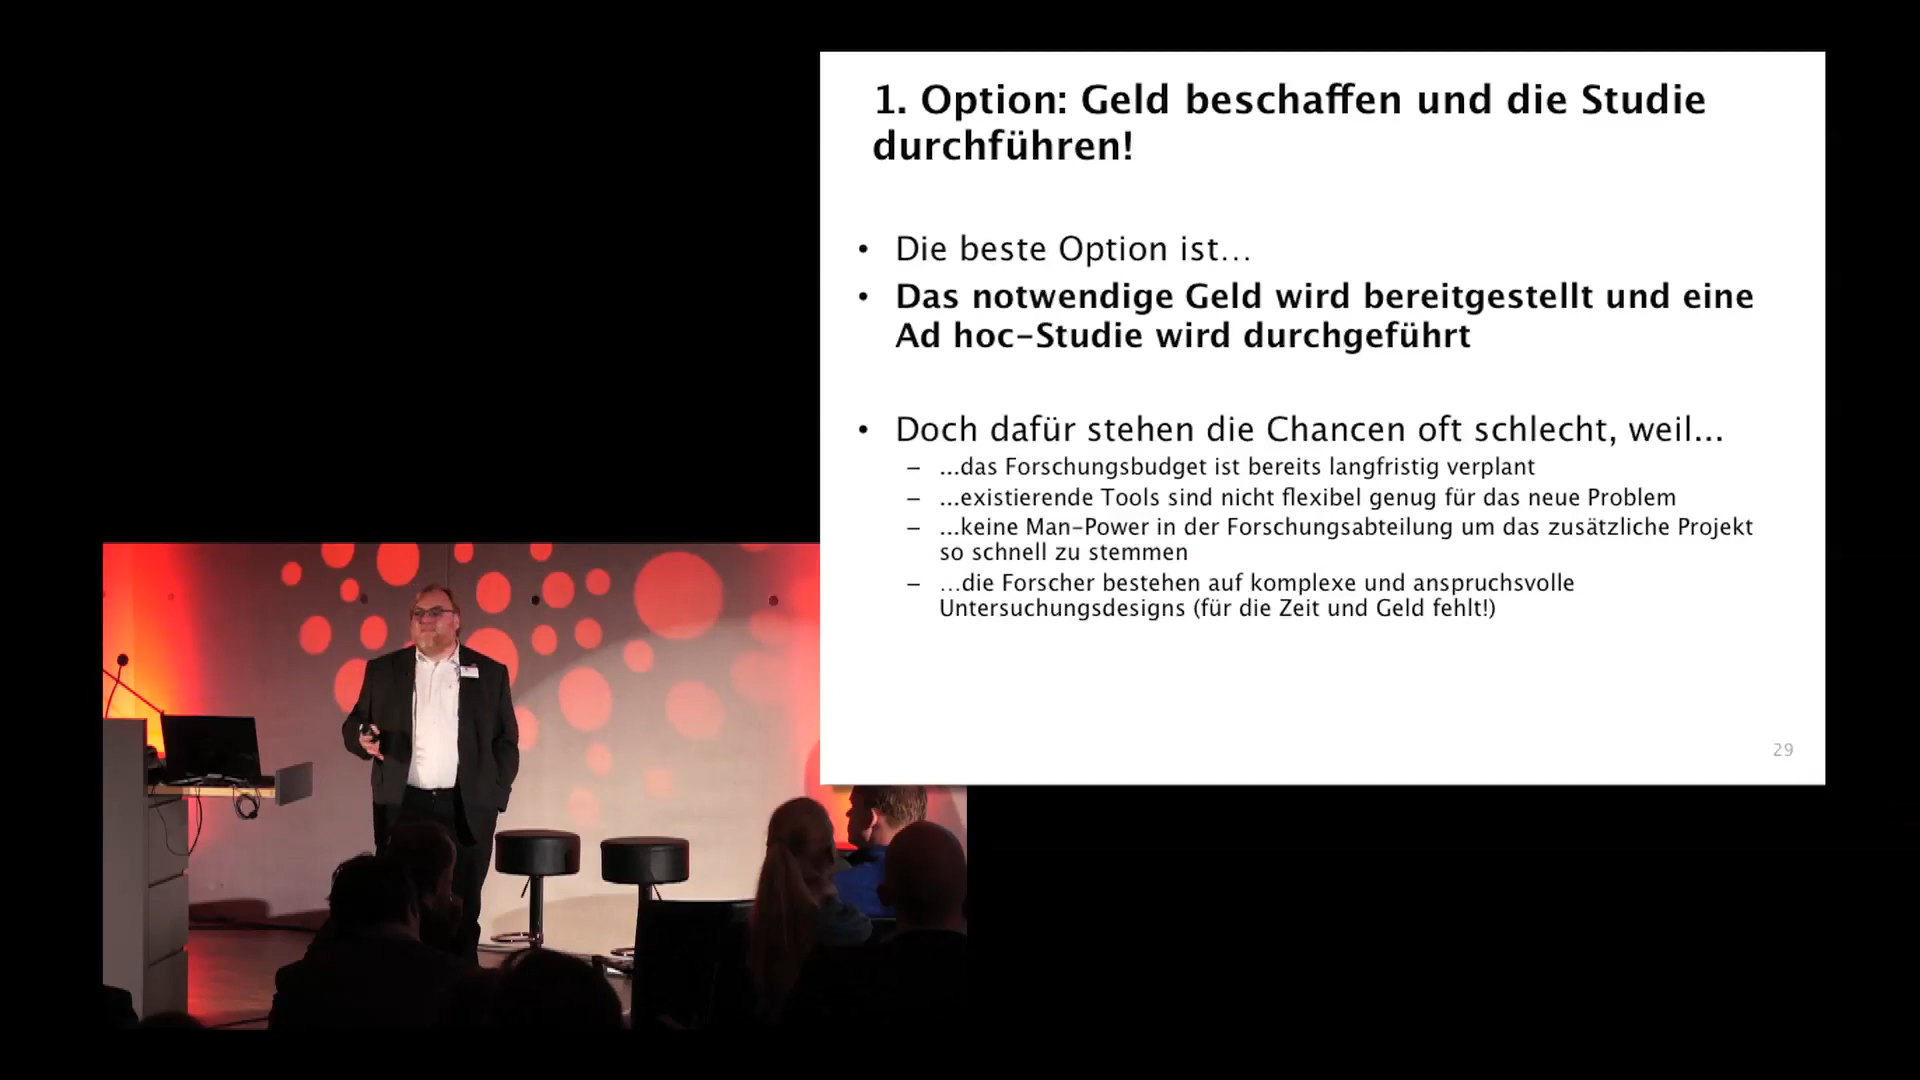 1. Option: Geld beschaffen und die Studie
durchführen!
• Die beste Option ist...
• Das notwendige Geld wird bereitgestellt und eine
Ad hoc-Studie wird durchgeführt
• Doch dafür stehen die Chancen oft schlecht, weil...
– ...das Forschungsbudget ist bereits langfristig verplant
– ...existierende Tools sind nicht flexibel genug für das neue Problem
– ...keine Man-Power in der Forschungsabteilung um das zusätzliche Projekt
so schnell zu stemmen
– ...die Forscher bestehen auf komplexe und anspruchsvolle
Untersuchungsdesigns (für die Zeit und Geld fehlt!)
29